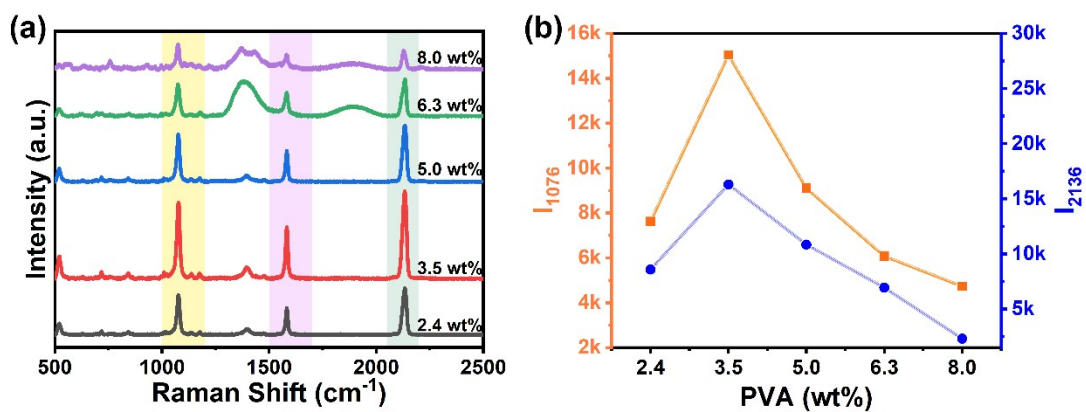 (a)
8.0 wt%
6.3 wt%
5.0 wt%
3.5 wt%
2.4 wt%
Intensity (a.u.)
500 1000 1500 2000 2500
Raman Shift (cm⁻¹)
(b)
16k
14k
12k
10k
8k
6k
4k
2k
I₁₀₇₆
30k
25k
20k
15k
10k
5k
I₂₁₃₆
2.4 3.5 5.0 6.3 8.0
PVA (wt%)